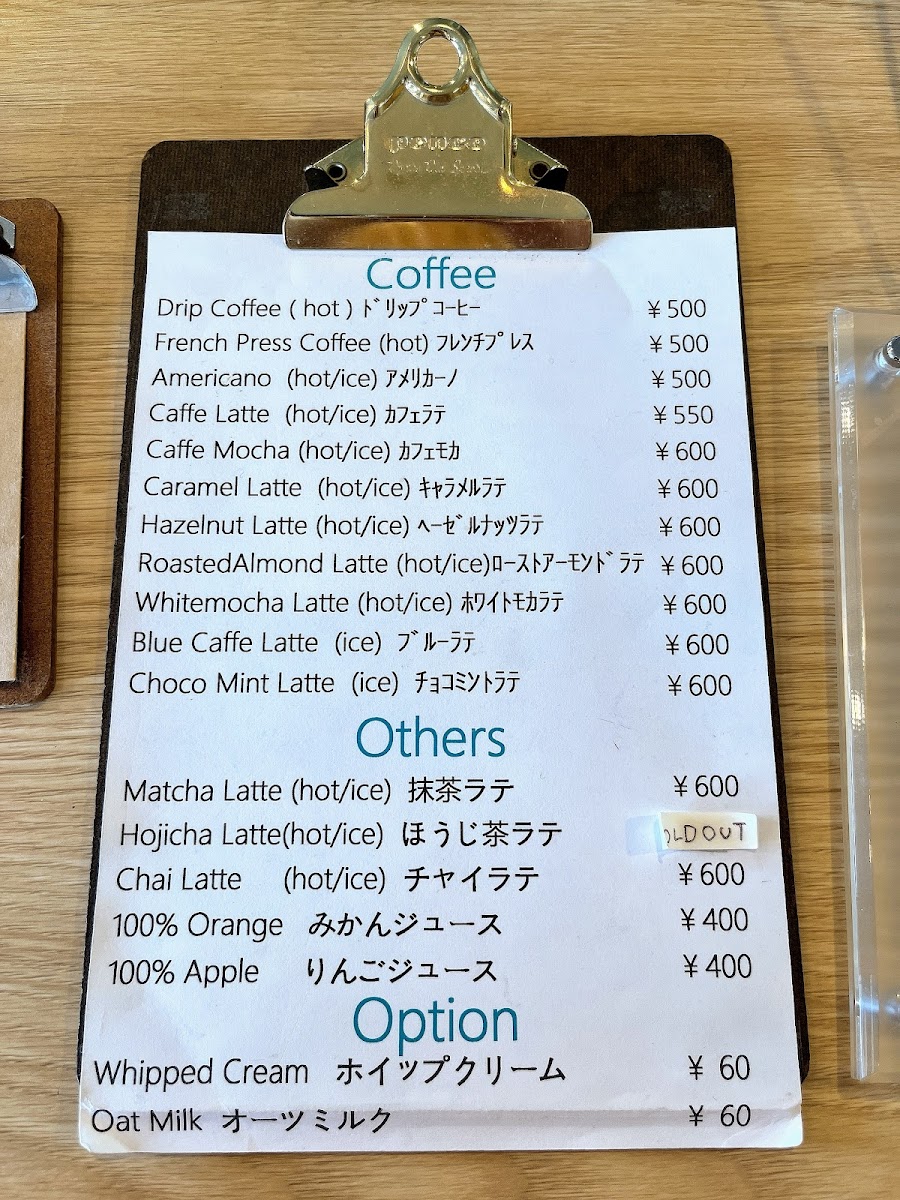 penco
Coffee
Drip Coffee ( hot ) ﾄﾞﾘｯﾌﾟｺｰﾋｰ ¥500
French Press Coffee (hot) ﾌﾚﾝﾁﾌﾟﾚｽ ¥500
Americano (hot/ice) ｱﾒﾘｶｰﾉ ¥500
Caffe Latte (hot/ice) ｶﾌｪﾗﾃ ¥550
Caffe Mocha (hot/ice) ｶﾌｪﾓｶ ¥600
Caramel Latte (hot/ice) ｷｬﾗﾒﾙﾗﾃ ¥600
Hazelnut Latte (hot/ice) ﾍｰｾﾞﾙﾅｯﾂﾗﾃ ¥600
RoastedAlmond Latte (hot/ice)ﾛｰｽﾄｱｰﾓﾝﾄﾞﾗﾃ ¥600
Whitemocha Latte (hot/ice) ﾎﾜｲﾄﾓｶﾗﾃ ¥600
Blue Caffe Latte (ice) ﾌﾞﾙｰﾗﾃ ¥600
Choco Mint Latte (ice) ﾁｮｺﾐﾝﾄﾗﾃ ¥600
Others
Matcha Latte (hot/ice) 抹茶ラテ ¥600
Hojicha Latte(hot/ice) ほうじ茶ラテ SOLD OUT
Chai Latte (hot/ice) チャイラテ ¥600
100% Orange みかんジュース ¥400
100% Apple りんごジュース ¥400
Option
Whipped Cream ホイップクリーム ¥ 60
Oat Milk オーツミルク ¥ 60